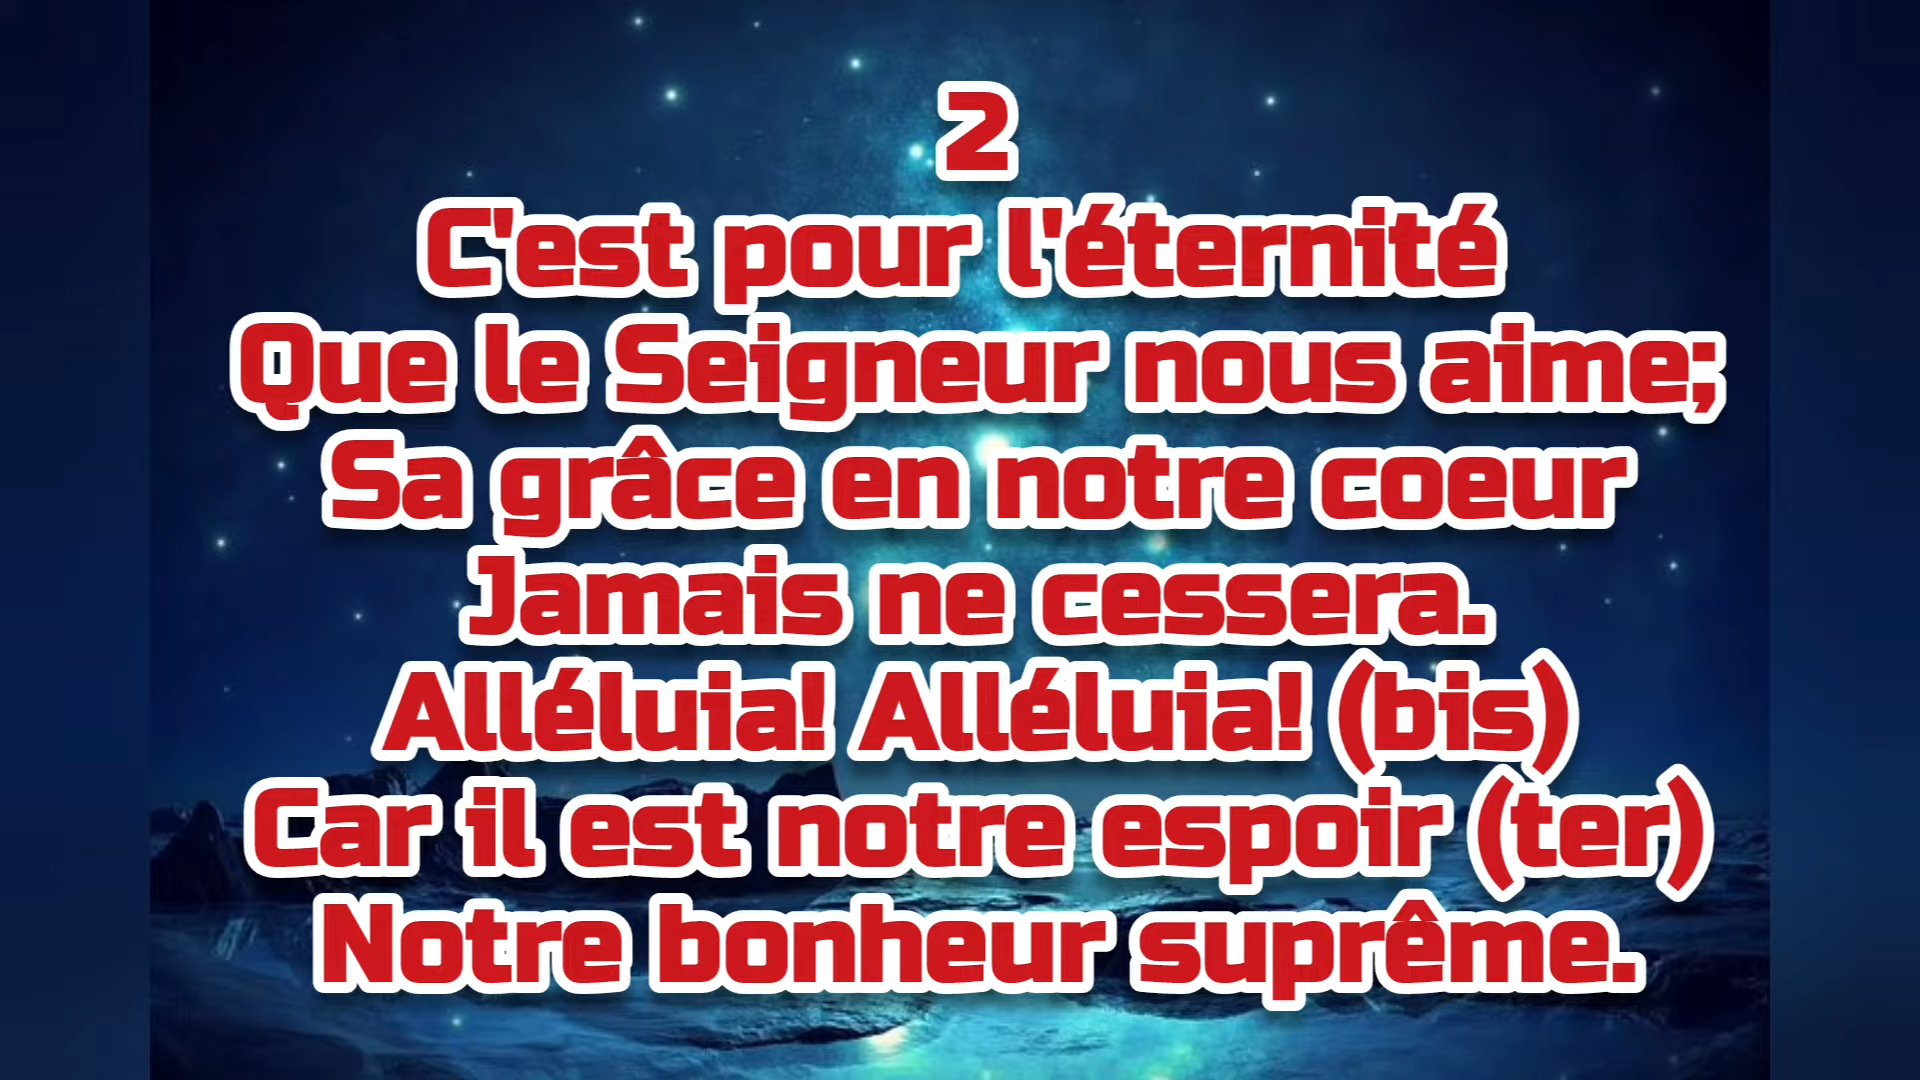 2
C'est pour l'éternité
Que le Seigneur nous aime;
Sa grâce en notre coeur
Jamais ne cessera.
Alléluia! Alléluia! (bis)
Car il est notre espoir (ter)
Notre bonheur suprême.